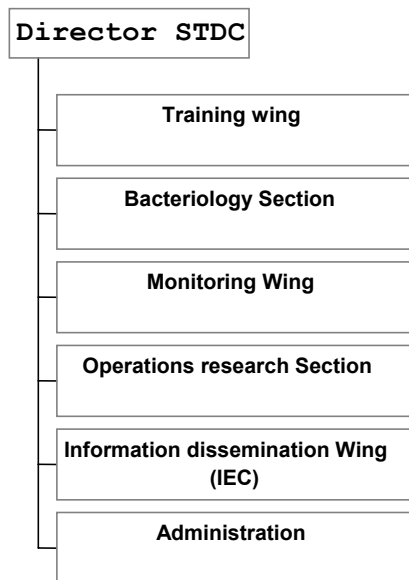 Director STDC
Training wing
Bacteriology Section
Monitoring Wing
Operations research Section
Information dissemination Wing
(IEC)
Administration